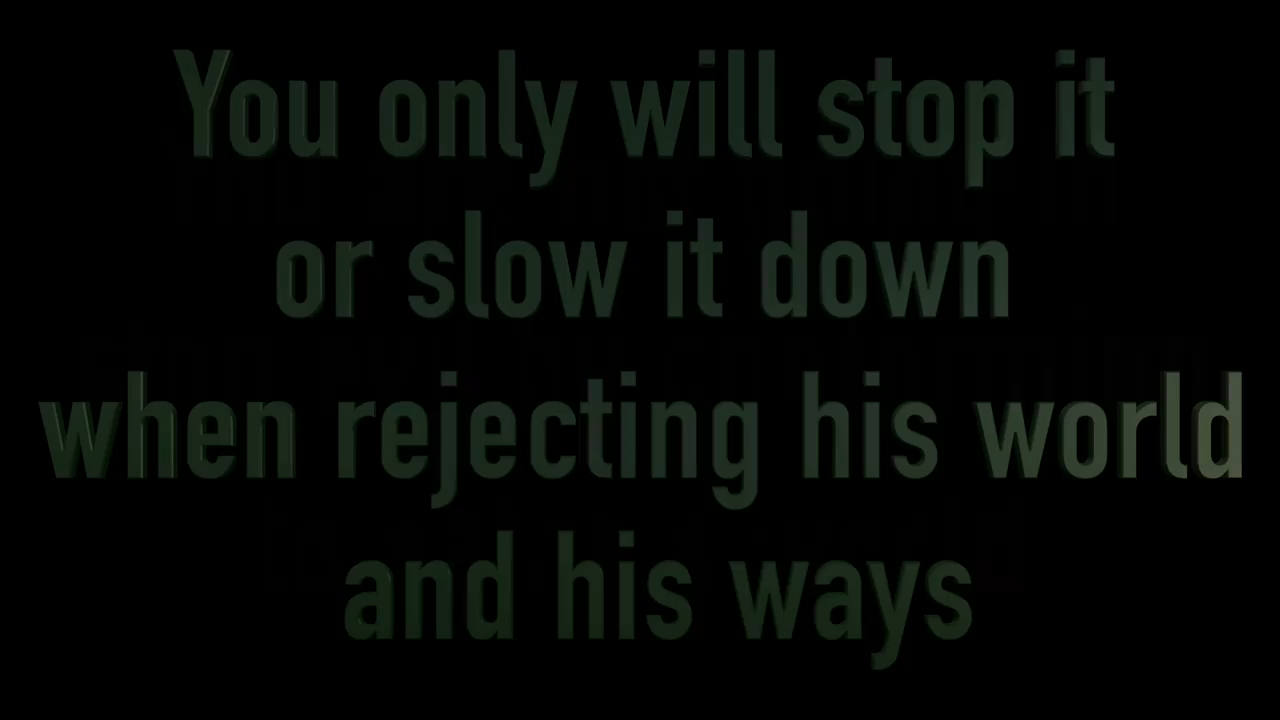 You only will stop it
or slow it down
when rejecting his world
and his ways